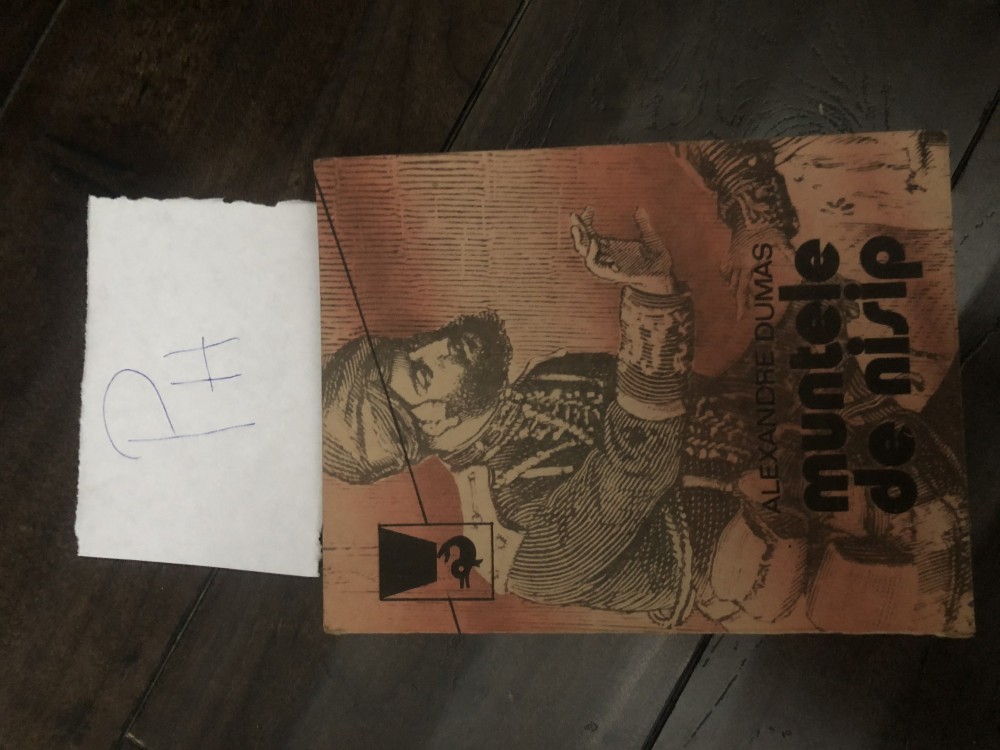 PH
ALEXANDRE DUMAS
muntele
de nisip